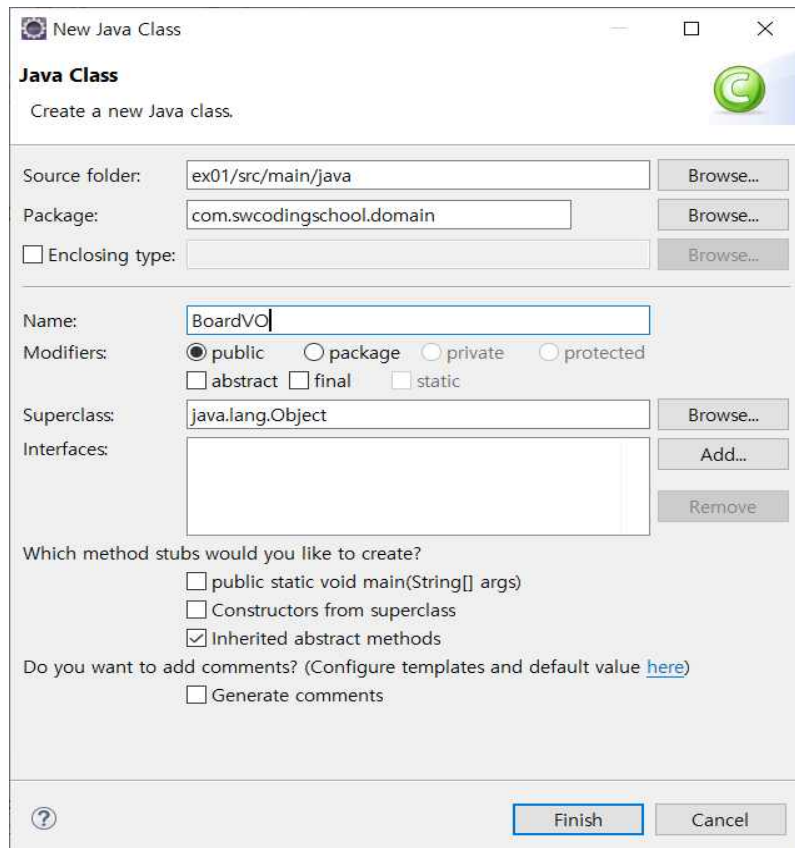 New Java Class
Java Class
Create a new Java class.
Source folder: ex01/src/main/java Browse...
Package: com.swcodingschool.domain Browse...
Enclosing type: Browse...
Name: BoardVO
Modifiers: public package private protected
abstract final static
Superclass: java.lang.Object Browse...
Interfaces: Add...
Remove
Which method stubs would you like to create?
public static void main(String[] args)
Constructors from superclass
Inherited abstract methods
Do you want to add comments? (Configure templates and default value here)
Generate comments
? Finish Cancel